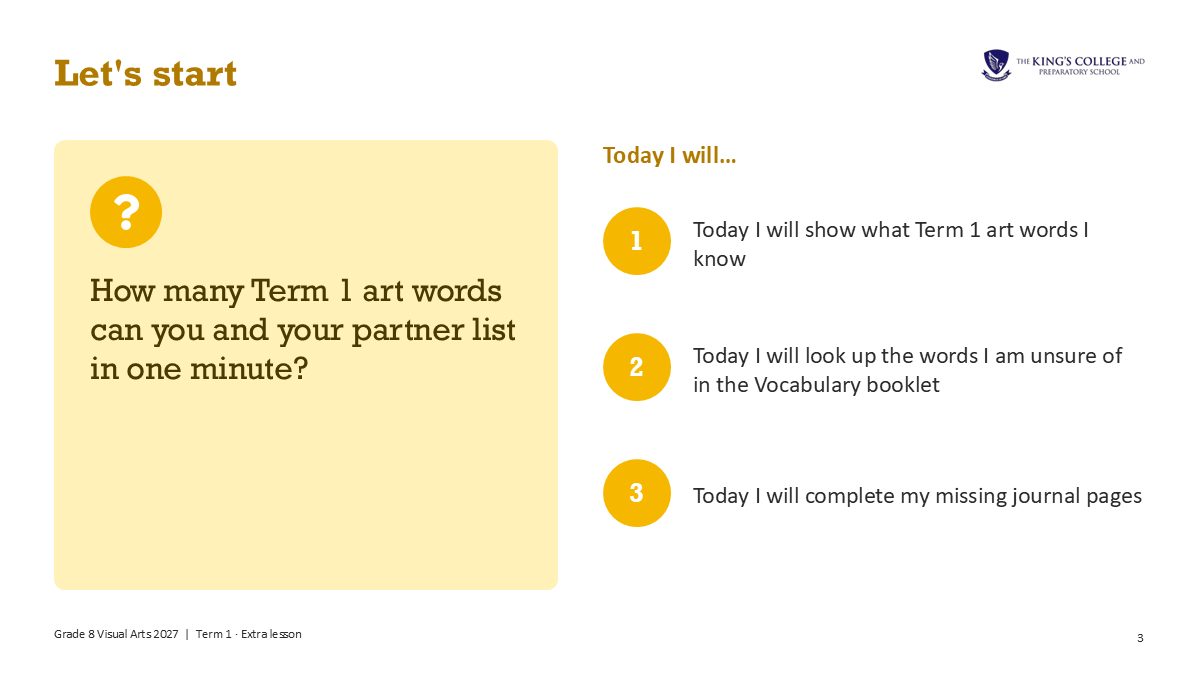 Let's start
THE KING'S COLLEGE AND
PREPARATORY SCHOOL
?
How many Term 1 art words
can you and your partner list
in one minute?
Today I will...
1
Today I will show what Term 1 art words I
know
2
Today I will look up the words I am unsure of
in the Vocabulary booklet
3
Today I will complete my missing journal pages
Grade 8 Visual Arts 2027 | Term 1 · Extra lesson
3